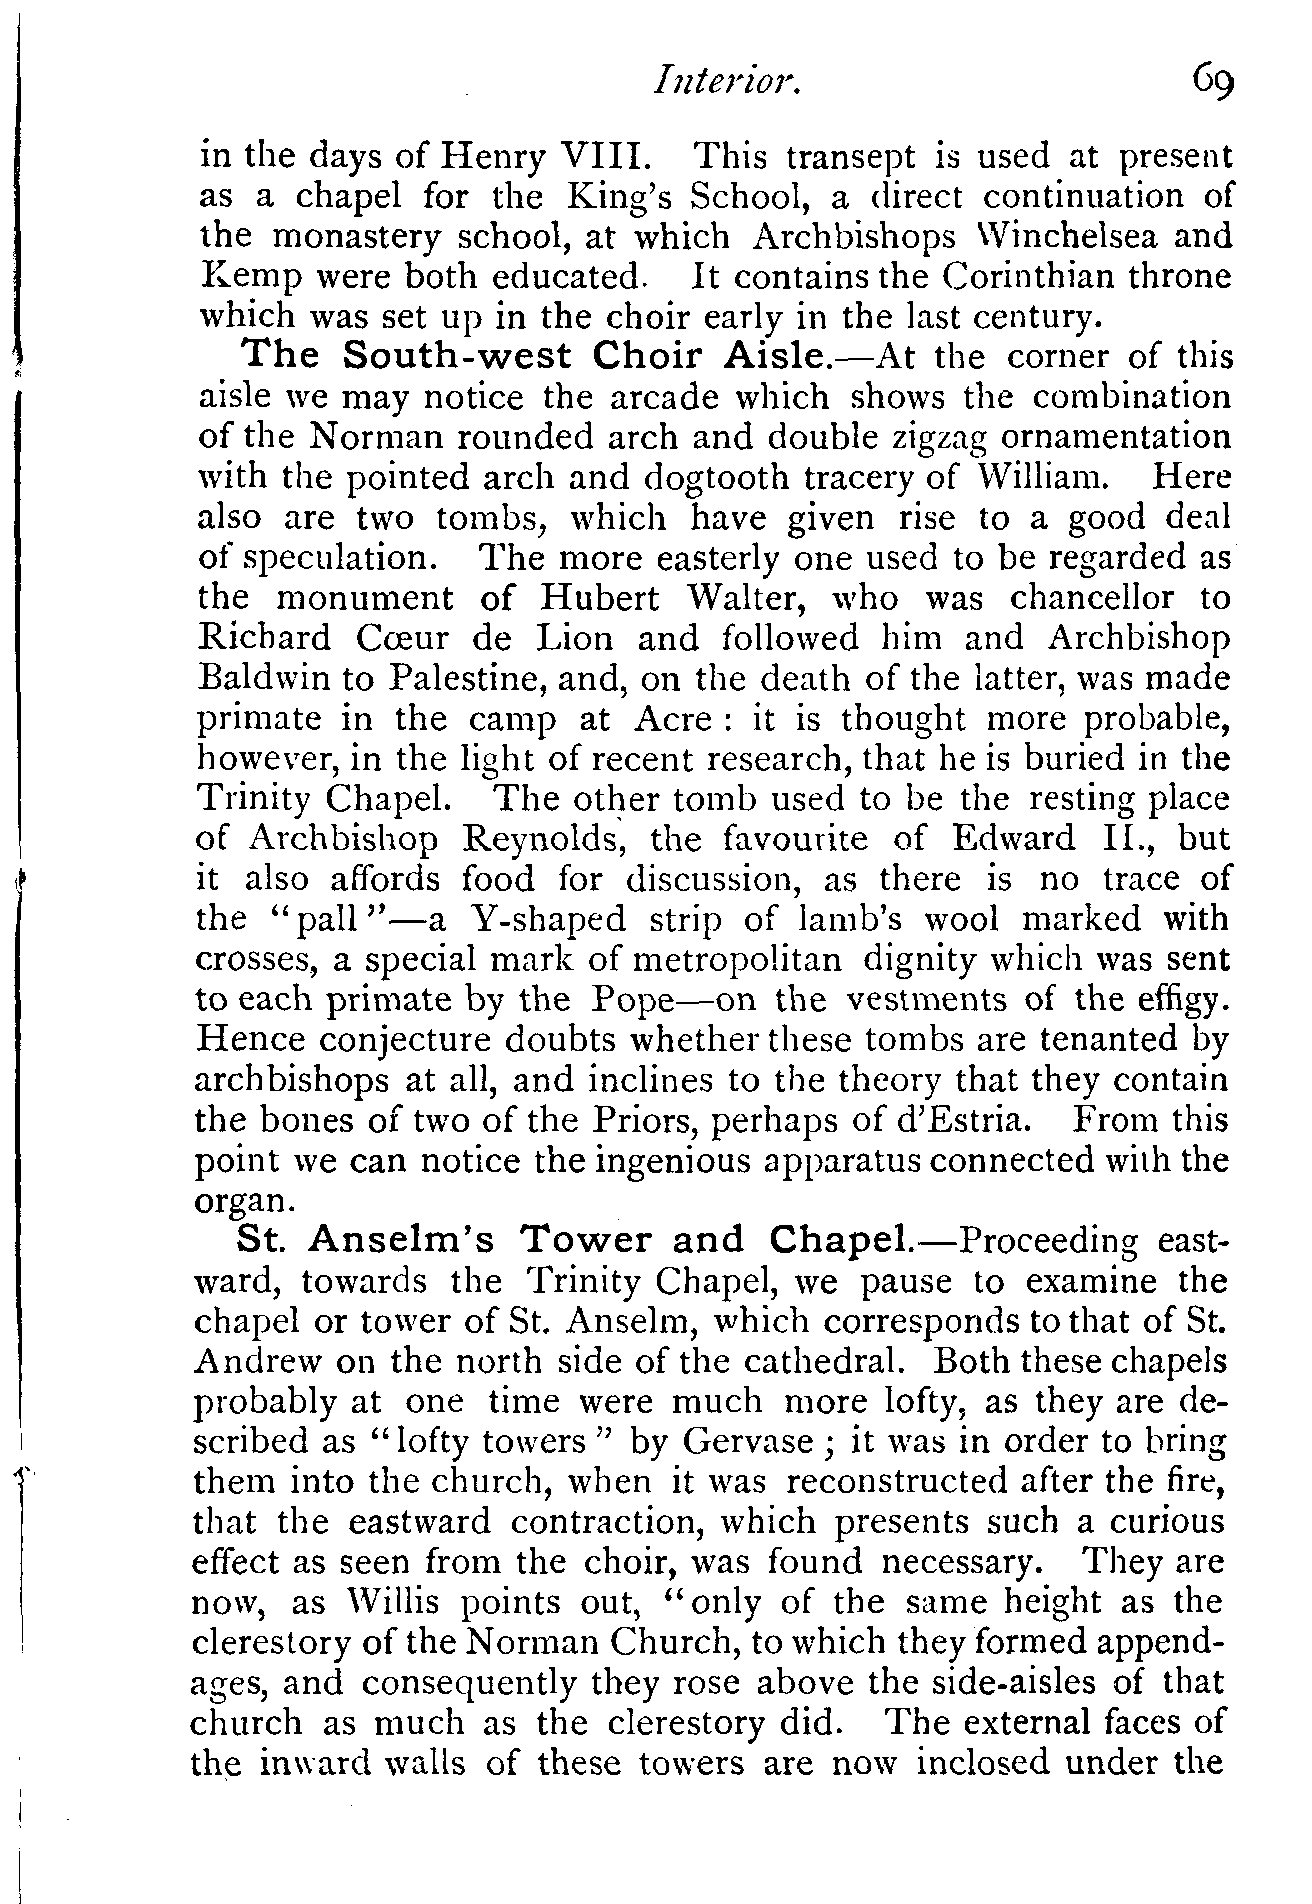 Interior. 69
in the days of Henry VIII. This transept is used at present
as a chapel for the King's School, a direct continuation of
the monastery school, at which Archbishops Winchelsea and
Kemp were both educated. It contains the Corinthian throne
which was set up in the choir early in the last century.
The South-west Choir Aisle.—At the corner of this
aisle we may notice the arcade which shows the combination
of the Norman rounded arch and double zigzag ornamentation
with the pointed arch and dogtooth tracery of William. Here
also are two tombs, which have given rise to a good deal
of speculation. The more easterly one used to be regarded as
the monument of Hubert Walter, who was chancellor to
Richard Cœur de Lion and followed him and Archbishop
Baldwin to Palestine, and, on the death of the latter, was made
primate in the camp at Acre : it is thought more probable,
however, in the light of recent research, that he is buried in the
Trinity Chapel. The other tomb used to be the resting place
of Archbishop Reynolds, the favourite of Edward II., but
it also affords food for discussion, as there is no trace of
the "pall"—a Y-shaped strip of lamb's wool marked with
crosses, a special mark of metropolitan dignity which was sent
to each primate by the Pope—on the vestments of the effigy.
Hence conjecture doubts whether these tombs are tenanted by
archbishops at all, and inclines to the theory that they contain
the bones of two of the Priors, perhaps of d'Estria. From this
point we can notice the ingenious apparatus connected with the
organ.
St. Anselm's Tower and Chapel.—Proceeding east-
ward, towards the Trinity Chapel, we pause to examine the
chapel or tower of St. Anselm, which corresponds to that of St.
Andrew on the north side of the cathedral. Both these chapels
probably at one time were much more lofty, as they are de-
scribed as "lofty towers" by Gervase ; it was in order to bring
them into the church, when it was reconstructed after the fire,
that the eastward contraction, which presents such a curious
effect as seen from the choir, was found necessary. They are
now, as Willis points out, "only of the same height as the
clerestory of the Norman Church, to which they formed append-
ages, and consequently they rose above the side-aisles of that
church as much as the clerestory did. The external faces of
the inward walls of these towers are now inclosed under the